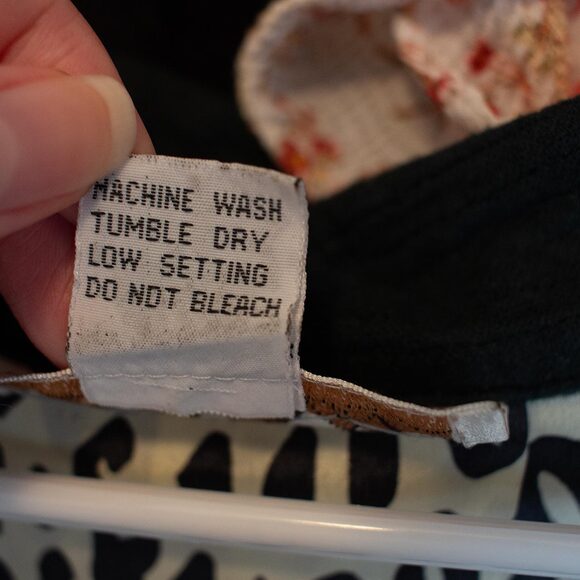 MACHINE WASH
TUMBLE DRY
LOW SETTING
DO NOT BLEACH